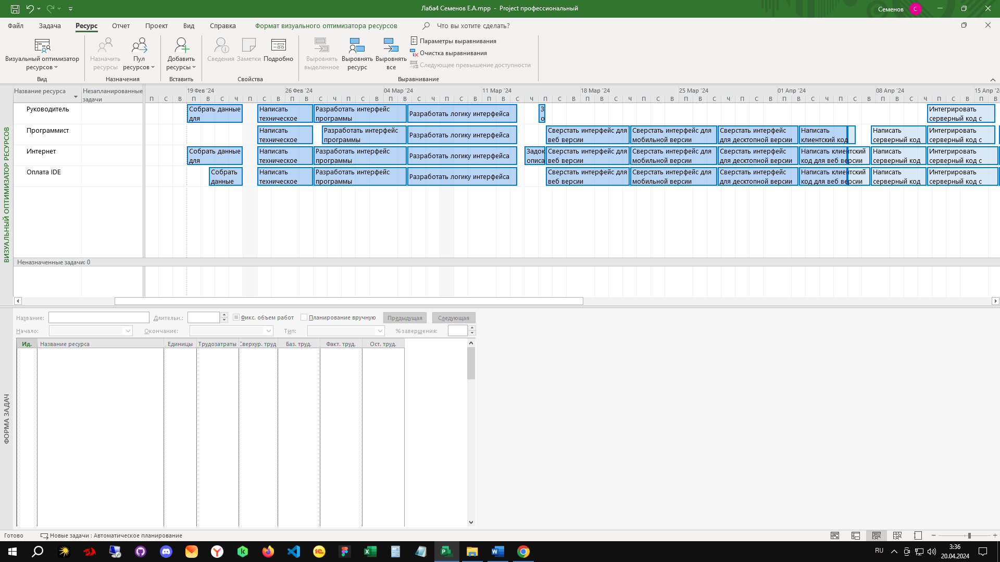 Лаба4 Семенов Е.А.mpp - Project профессиональный
Семенов
С
Файл Задача Ресурс Отчет Проект Вид Справка Формат визуального оптимизатора ресурсов Что вы хотите сделать?
Визуальный оптимизатор ресурсов
Назначить ресурсы
Пул ресурсов
Добавить ресурсы
Сведения Заметки Подробно
Выровнять выделенное
Выровнять ресурс
Выровнять все
Параметры выравнивания
Очистка выравнивания
Следующее превышение доступности
Вид Назначения Вставить Свойства Выравнивание
Название ресурса
Незапланированные задачи
19 Фев '24 26 Фев '24 04 Мар '24 11 Мар '24 18 Мар '24 25 Мар '24 01 Апр '24 08 Апр '24 15 Апр '24
П С В П В С Ч П С В П В С Ч П С В П В С Ч П С В П В С Ч П С В П В С Ч П С В П В С Ч П С В П В С Ч П С В П В С Ч П С В П В
ВИЗУАЛЬНЫЙ ОПТИМИЗАТОР РЕСУРСОВ
Руководитель
Собрать данные для
Написать техническое
Разработать интерфейс программы
Разработать логику интерфейса
З о
Интегрировать серверный код с
Программист
Написать техническое
Разработать интерфейс программы
Разработать логику интерфейса
Сверстать интерфейс для веб версии
Сверстать интерфейс для мобильной версии
Сверстать интерфейс для десктопной версии
Написать клиентский код
Написать серверный код
Интегрировать серверный код с
Интернет
Собрать данные для
Написать техническое
Разработать интерфейс программы
Разработать логику интерфейса
Задок описа
Сверстать интерфейс для веб версии
Сверстать интерфейс для мобильной версии
Сверстать интерфейс для десктопной версии
Написать клиентский код для веб версии
Написать серверный код
Интегрировать серверный код с
Оплата IDE
Собрать данные
Написать техническое
Разработать интерфейс программы
Разработать логику интерфейса
Сверстать интерфейс для веб версии
Сверстать интерфейс для мобильной версии
Сверстать интерфейс для десктопной версии
Написать клиентский код для веб версии
Написать серверный код
Интегрировать серверный код с
Неназначенные задачи: 0
ФОРМА ЗАДАЧ
Название: Длительн.: Фикс. объем работ Планирование вручную Предыдущая Следующая
Начало: Окончание: Тип: % завершения:
Ид. Название ресурса Единицы Трудозатраты Сверхур. труд Баз. труд. Факт. труд. Ост. труд.
Готово Новые задачи : Автоматическое планирование
RU
3:36
20.04.2024